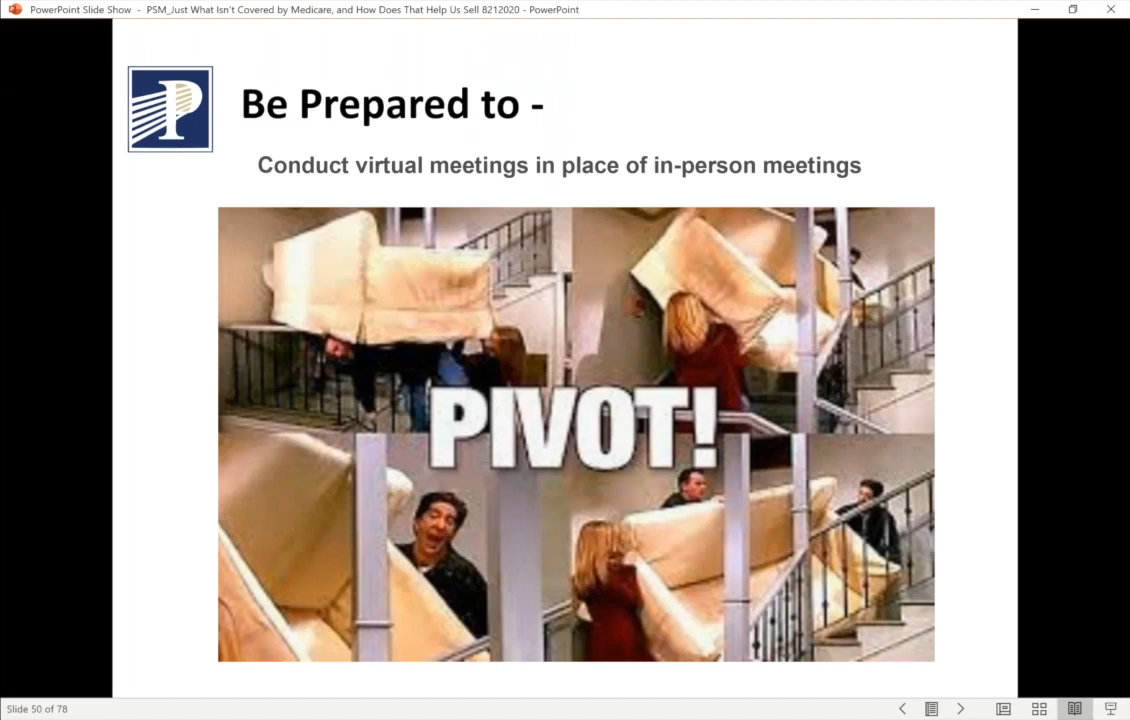 PowerPoint Slide Show - PSM_Just What Isn't Covered by Medicare, and How Does That Help Us Sell 8212020 - PowerPoint
P
Be Prepared to -
Conduct virtual meetings in place of in-person meetings
PIVOT!
Slide 50 of 78